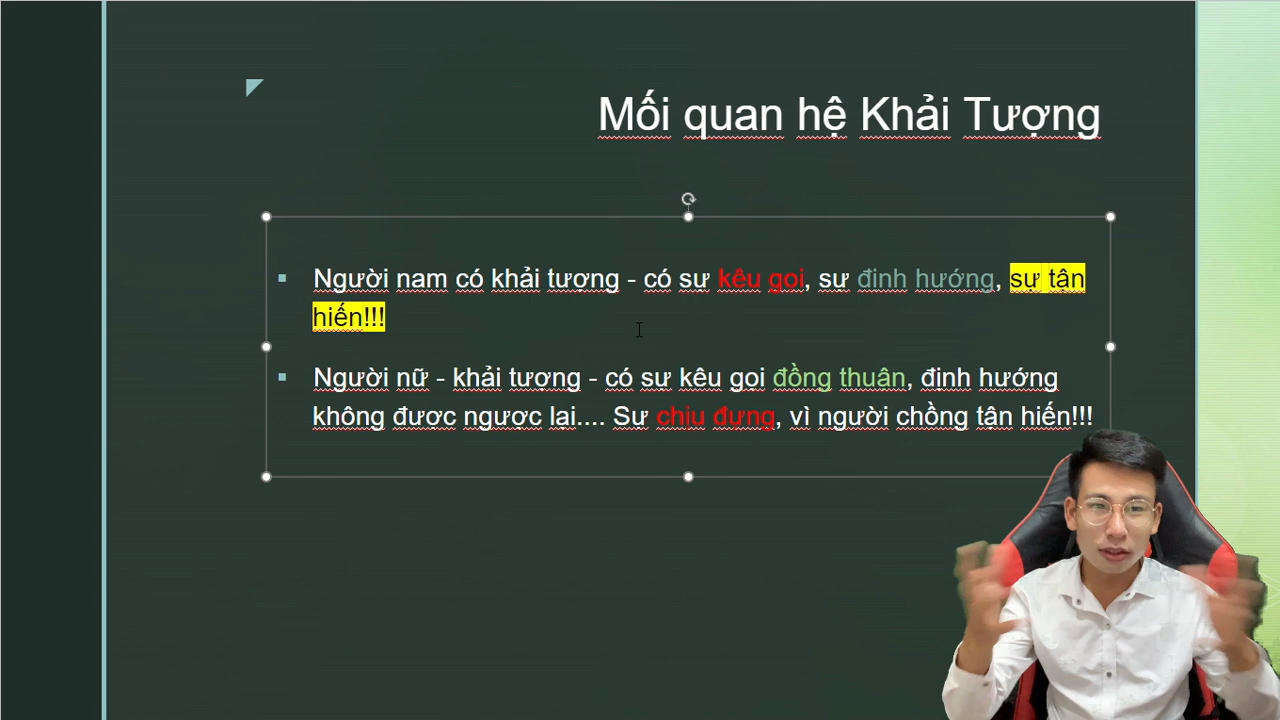 Mối quan hệ Khải Tượng
Người nam có khải tượng - có sự kêu gọi, sự định hướng, sự tận
hiến!!!
Người nữ - khải tượng - có sự kêu gọi đồng thuận, định hướng
không được ngược lại.... Sự chịu đựng, vì người chồng tận hiến!!!